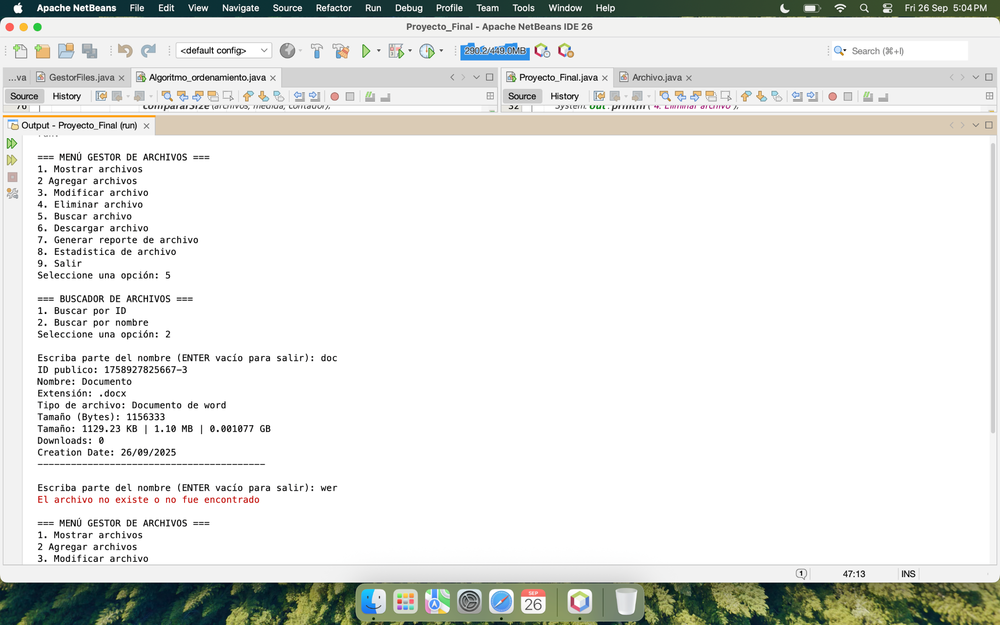 Apache NetBeans File Edit View Navigate Source Refactor Run Debug Profile Team Tools Window Help Fri 26 Sep 5:04 PM
Proyecto_Final - Apache NetBeans IDE 26
<default config> 290.2/449.0MB Search (⌘+I)
...va GestorFiles.java Algoritmo_ordenamiento.java Proyecto_Final.java Archivo.java
Source History Source History
76 compararSize(archivos, medida, contador); 32 System.out.println("4. Eliminar archivo");
Output - Proyecto_Final (run)
run:
=== MENÚ GESTOR DE ARCHIVOS ===
1. Mostrar archivos
2 Agregar archivos
3. Modificar archivo
4. Eliminar archivo
5. Buscar archivo
6. Descargar archivo
7. Generar reporte de archivo
8. Estadistica de archivo
9. Salir
Seleccione una opción: 5
=== BUSCADOR DE ARCHIVOS ===
1. Buscar por ID
2. Buscar por nombre
Seleccione una opción: 2
Escriba parte del nombre (ENTER vacío para salir): doc
ID publico: 1758927825667-3
Nombre: Documento
Extensión: .docx
Tipo de archivo: Documento de word
Tamaño (Bytes): 1156333
Tamaño: 1129.23 KB | 1.10 MB | 0.001077 GB
Downloads: 0
Creation Date: 26/09/2025
-----------------------------------------
Escriba parte del nombre (ENTER vacío para salir): wer
El archivo no existe o no fue encontrado
=== MENÚ GESTOR DE ARCHIVOS ===
1. Mostrar archivos
2 Agregar archivos
3. Modificar archivo
1 47:13 INS
SEP
26